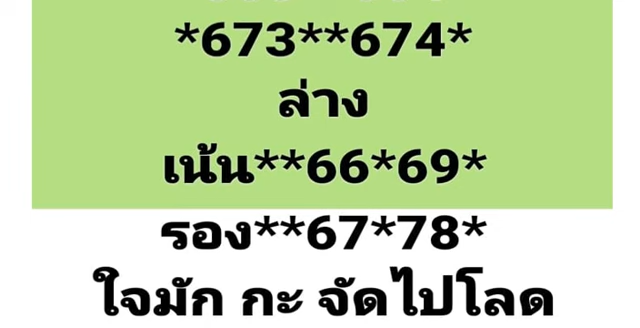 *673**674*
ล่าง
เน้น**66*69*
รอง**67*78*
ใจมัก กะ จัดไปโลด